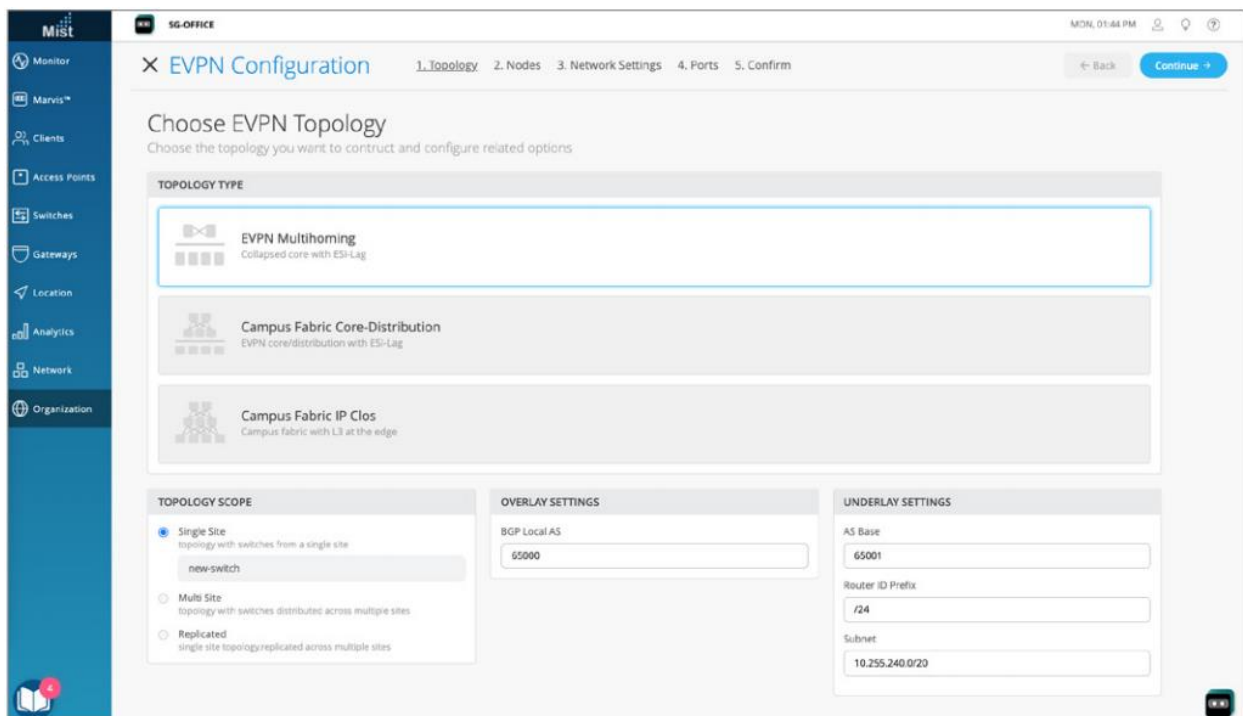 Mist
SG-OFFICE
MON, 01:44 PM
Monitor
Marvis™
Clients
Access Points
Switches
Gateways
Location
Analytics
Network
Organization
4
EVPN Configuration
1. Topology 2. Nodes 3. Network Settings 4. Ports 5. Confirm
← Back
Continue →
Choose EVPN Topology
Choose the topology you want to contruct and configure related options
TOPOLOGY TYPE
EVPN Multihoming
Collapsed core with ESI-Lag
Campus Fabric Core-Distribution
EVPN core/distribution with ESI-Lag
Campus Fabric IP Clos
Campus fabric with L3 at the edge
TOPOLOGY SCOPE
Single Site
topology with switches from a single site
new-switch
Multi Site
topology with switches distributed across multiple sites
Replicated
single site topology.replicated across multiple sites
OVERLAY SETTINGS
BGP Local AS
65000
UNDERLAY SETTINGS
AS Base
65001
Router ID Prefix
/24
Subnet
10.255.240.0/20